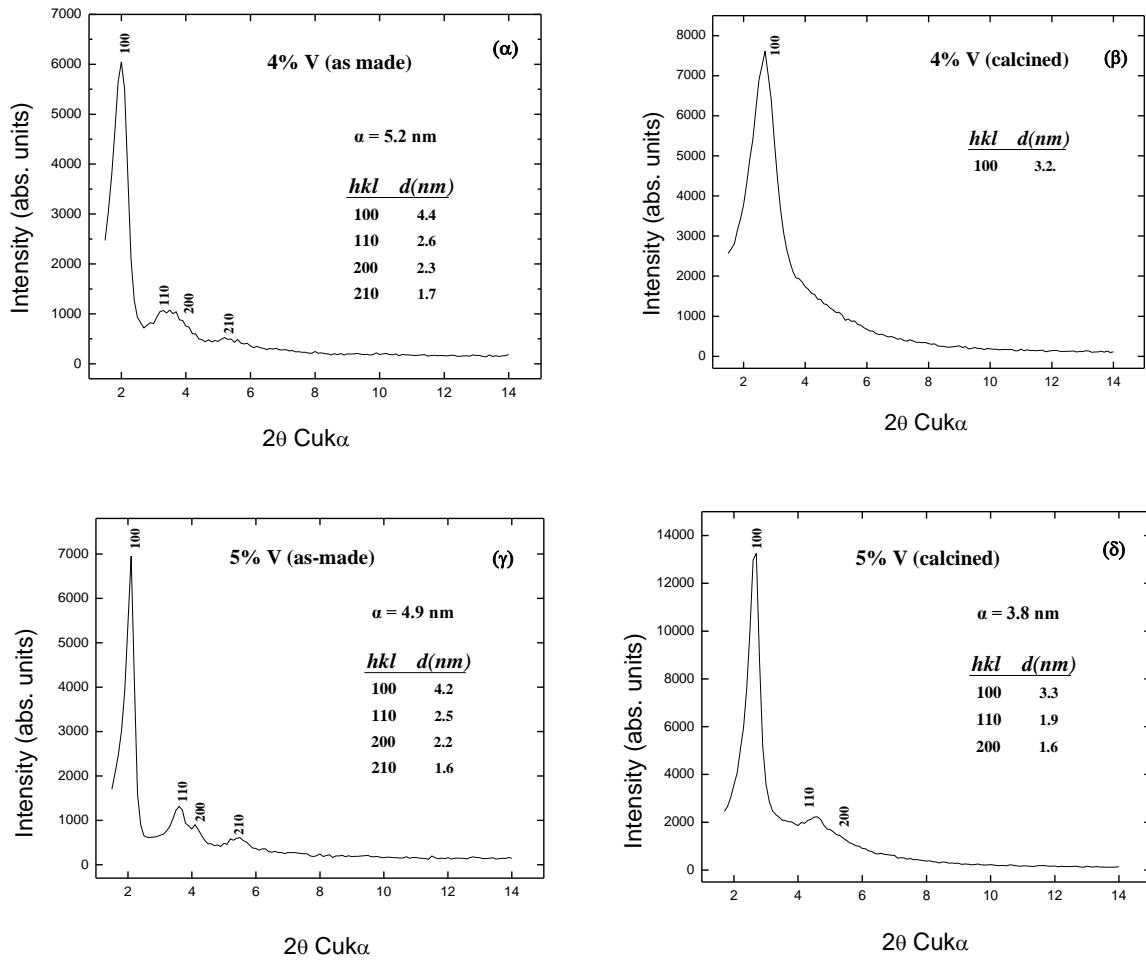 (α)
4% V (as made)
α = 5.2 nm
hkl d(nm)
100 4.4
110 2.6
200 2.3
210 1.7
100
110
200
210
Intensity (abs. units)
7000
6000
5000
4000
3000
2000
1000
0
2 4 6 8 10 12 14
2θ Cukα
(β)
4% V (calcined)
hkl d(nm)
100 3.2.
100
Intensity (abs. units)
8000
7000
6000
5000
4000
3000
2000
1000
0
2 4 6 8 10 12 14
2θ Cukα
(γ)
5% V (as-made)
α = 4.9 nm
hkl d(nm)
100 4.2
110 2.5
200 2.2
210 1.6
100
110
200
210
Intensity (abs. units)
7000
6000
5000
4000
3000
2000
1000
0
2 4 6 8 10 12 14
2θ Cukα
(δ)
5% V (calcined)
α = 3.8 nm
hkl d(nm)
100 3.3
110 1.9
200 1.6
100
110
200
Intensity (abs. units)
14000
12000
10000
8000
6000
4000
2000
0
2 4 6 8 10 12 14
2θ Cukα